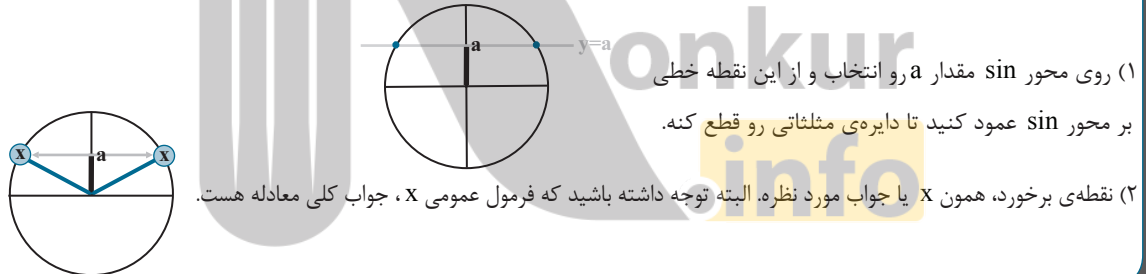 a
y=a
۱) روی محور sin مقدار a رو انتخاب و از این نقطه خطی
بر محور sin عمود کنید تا دایره‌ی مثلثاتی رو قطع کنه.
x a x
۲) نقطه‌ی برخورد، همون x یا جواب مورد نظره. البته توجه داشته باشید که فرمول عمومی x ، جواب کلی معادله هست.
Konkur
.info